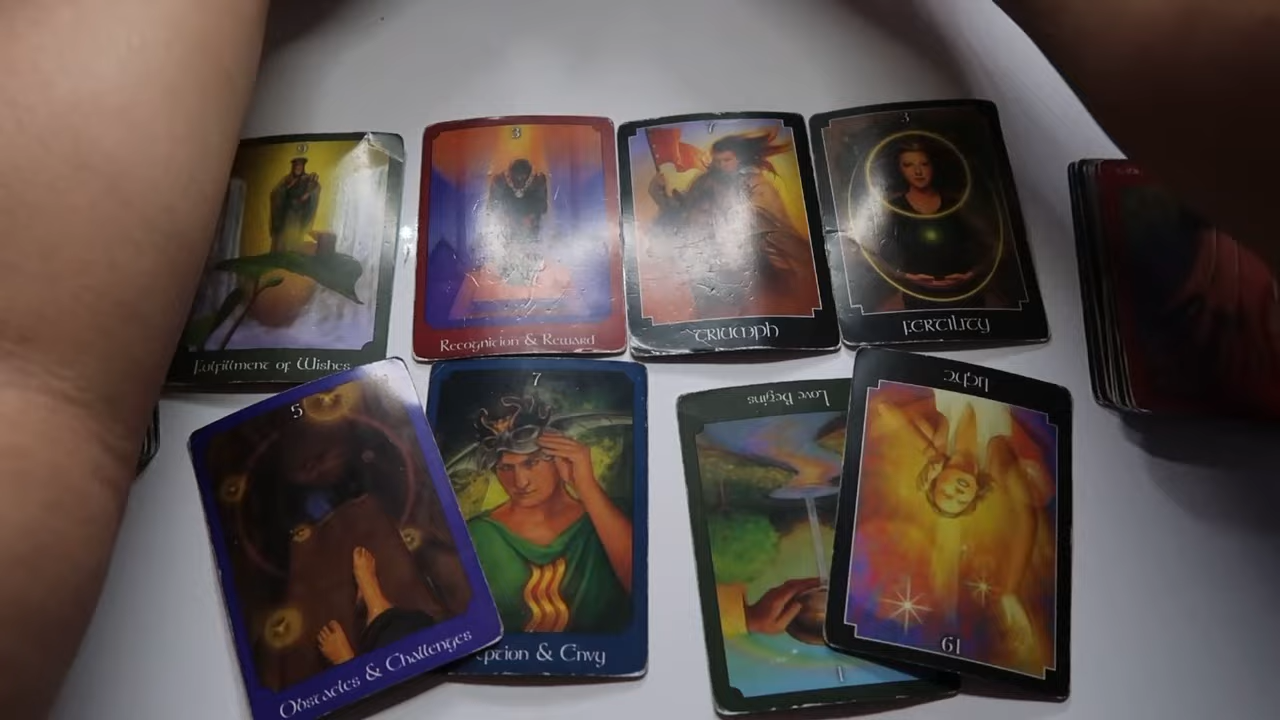 9
Fulfillment of Wishes
3
Recognition & Reward
7
Triumph
3
Fertility
5
Obstacles & Challenges
7
ption & Envy
Love Begins
1
Light
19